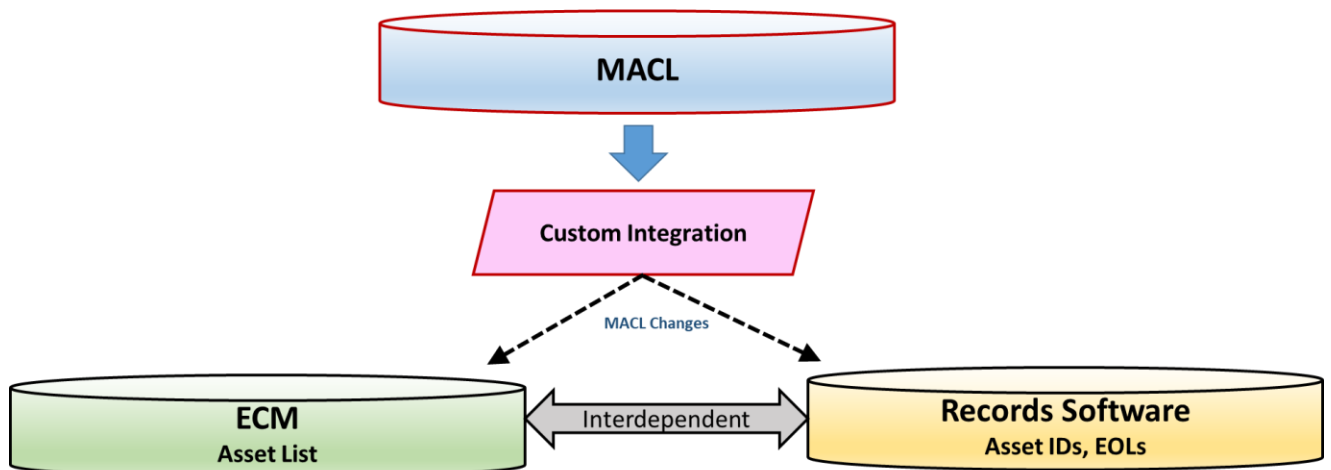 MACL
Custom Integration
MACL Changes
ECM
Asset List
Interdependent
Records Software
Asset IDs, EOLs